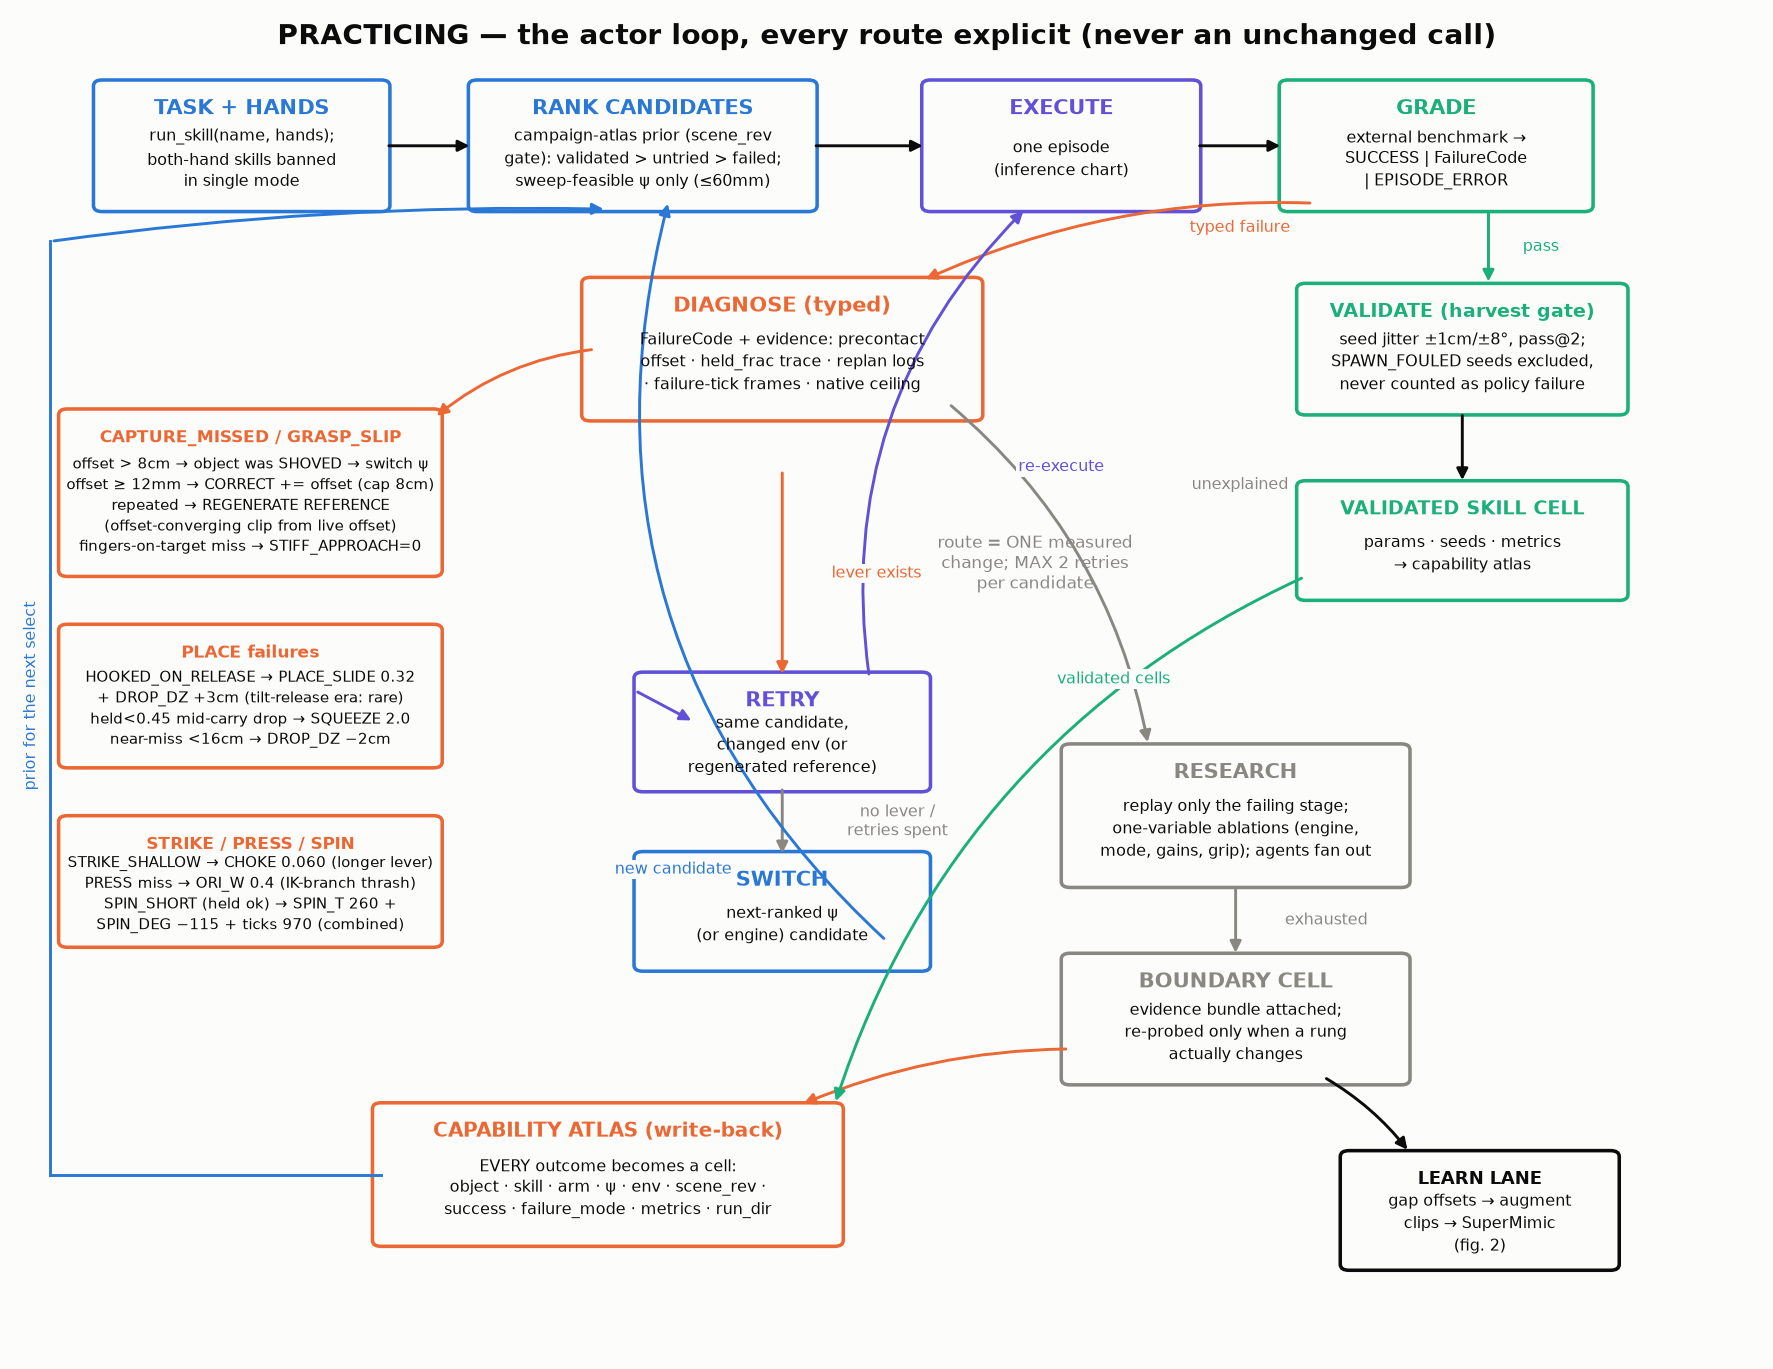 PRACTICING — the actor loop, every route explicit (never an unchanged call)
TASK + HANDS
run_skill(name, hands);
both-hand skills banned
in single mode
RANK CANDIDATES
campaign-atlas prior (scene_rev
gate): validated > untried > failed;
sweep-feasible ψ only (≤60mm)
EXECUTE
one episode
(inference chart)
GRADE
external benchmark →
SUCCESS | FailureCode
| EPISODE_ERROR
typed failure
pass
DIAGNOSE (typed)
FailureCode + evidence: precontact
offset · held_frac trace · replan logs
· failure-tick frames · native ceiling
VALIDATE (harvest gate)
seed jitter ±1cm/±8°, pass@2;
SPAWN_FOULED seeds excluded,
never counted as policy failure
CAPTURE_MISSED / GRASP_SLIP
offset > 8cm → object was SHOVED → switch ψ
offset ≥ 12mm → CORRECT += offset (cap 8cm)
repeated → REGENERATE REFERENCE
(offset-converging clip from live offset)
fingers-on-target miss → STIFF_APPROACH=0
re-execute
unexplained
VALIDATED SKILL CELL
params · seeds · metrics
→ capability atlas
route = ONE measured
change; MAX 2 retries
per candidate
lever exists
prior for the next select
PLACE failures
HOOKED_ON_RELEASE → PLACE_SLIDE 0.32
+ DROP_DZ +3cm (tilt-release era: rare)
held<0.45 mid-carry drop → SQUEEZE 2.0
near-miss <16cm → DROP_DZ −2cm
validated cells
RETRY
same candidate,
changed env (or
regenerated reference)
RESEARCH
replay only the failing stage;
one-variable ablations (engine,
mode, gains, grip); agents fan out
no lever /
retries spent
STRIKE / PRESS / SPIN
STRIKE_SHALLOW → CHOKE 0.060 (longer lever)
PRESS miss → ORI_W 0.4 (IK-branch thrash)
SPIN_SHORT (held ok) → SPIN_T 260 +
SPIN_DEG −115 + ticks 970 (combined)
new candidate
SWITCH
next-ranked ψ
(or engine) candidate
exhausted
BOUNDARY CELL
evidence bundle attached;
re-probed only when a rung
actually changes
CAPABILITY ATLAS (write-back)
EVERY outcome becomes a cell:
object · skill · arm · ψ · env · scene_rev ·
success · failure_mode · metrics · run_dir
LEARN LANE
gap offsets → augment
clips → SuperMimic
(fig. 2)